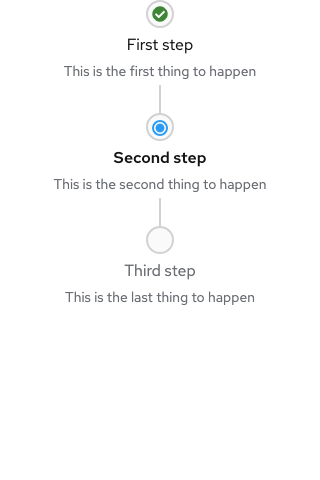 First step
This is the first thing to happen
Second step
This is the second thing to happen
Third step
This is the last thing to happen